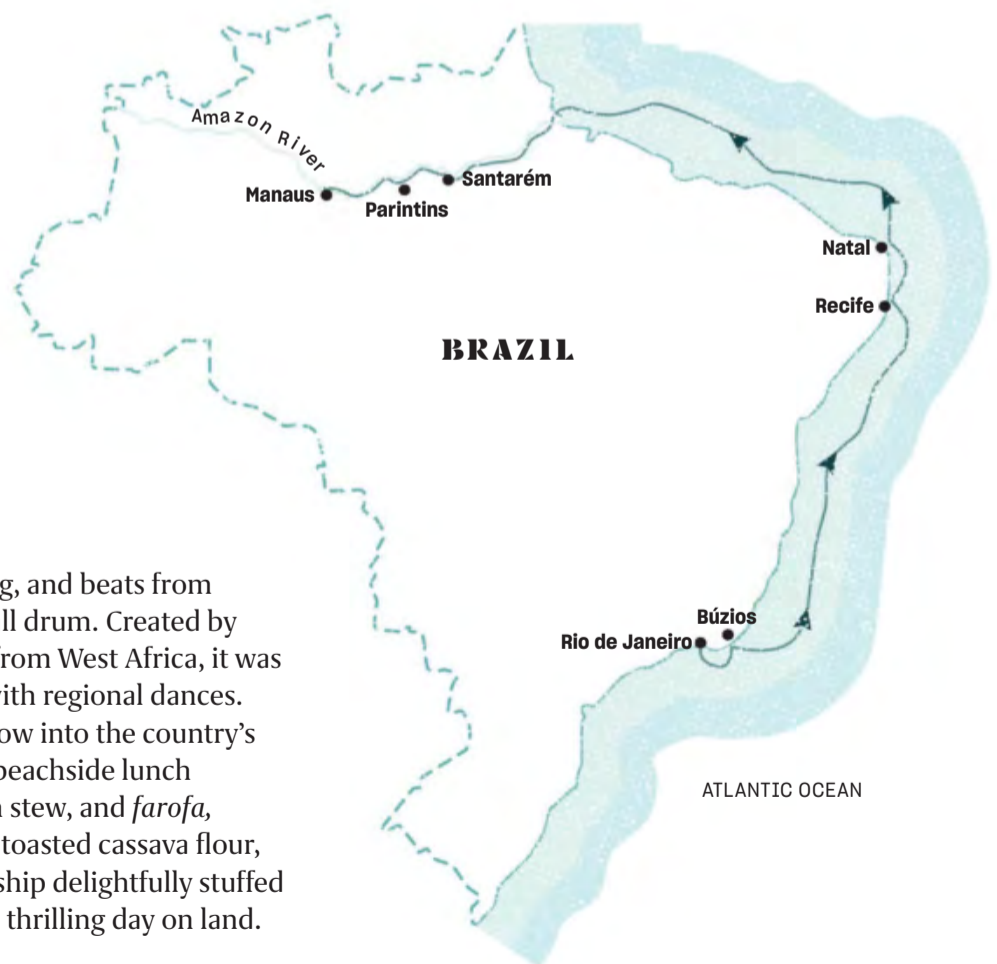 Amazon River
Santarém
Manaus
Parintins
Natal
Recife
BRAZIL
Búzios
Rio de Janeiro
ATLANTIC OCEAN
g, and beats from
ll drum. Created by
from West Africa, it was
with regional dances.
ow into the country's
beachside lunch
n stew, and farofa,
toasted cassava flour,
ship delightfully stuffed
thrilling day on land.